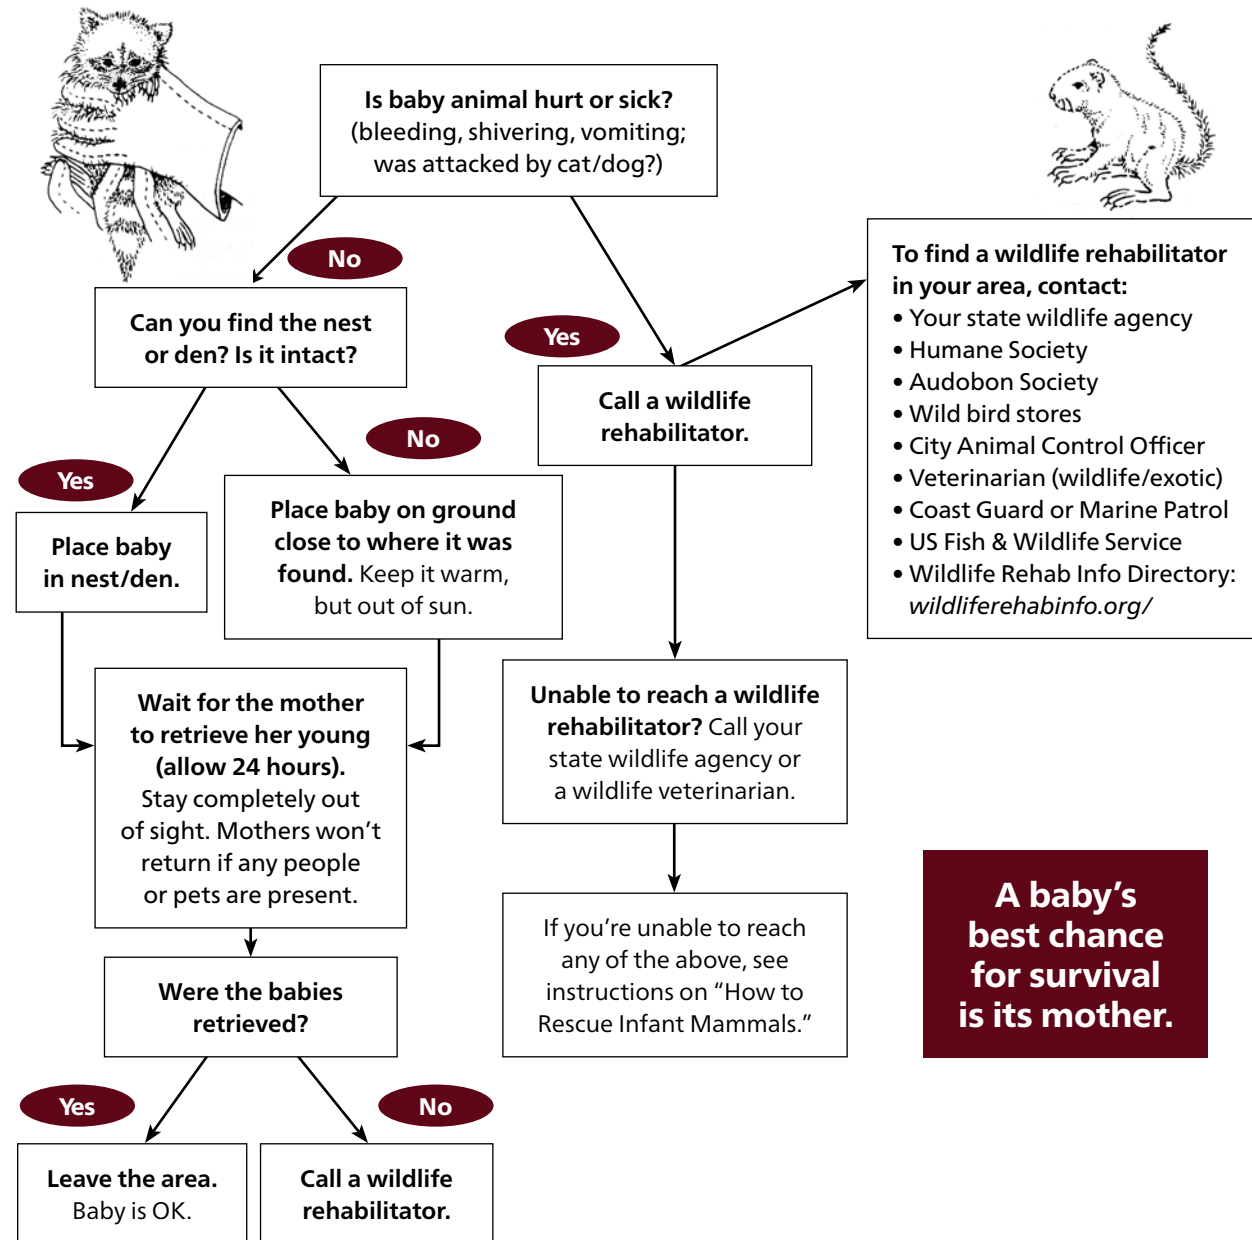 Is baby animal hurt or sick?
(bleeding, shivering, vomiting;
was attacked by cat/dog?)
No
Can you find the nest
or den? Is it intact?
Yes
Call a wildlife
rehabilitator.
To find a wildlife rehabilitator
in your area, contact:
• Your state wildlife agency
• Humane Society
• Audobon Society
• Wild bird stores
• City Animal Control Officer
• Veterinarian (wildlife/exotic)
• Coast Guard or Marine Patrol
• US Fish & Wildlife Service
• Wildlife Rehab Info Directory:
wildliferehabinfo.org/
Yes
Place baby
in nest/den.
No
Place baby on ground
close to where it was
found. Keep it warm,
but out of sun.
Wait for the mother
to retrieve her young
(allow 24 hours).
Stay completely out
of sight. Mothers won’t
return if any people
or pets are present.
Unable to reach a wildlife
rehabilitator? Call your
state wildlife agency or
a wildlife veterinarian.
If you’re unable to reach
any of the above, see
instructions on “How to
Rescue Infant Mammals.”
A baby’s
best chance
for survival
is its mother.
Were the babies
retrieved?
Yes
Leave the area.
Baby is OK.
No
Call a wildlife
rehabilitator.